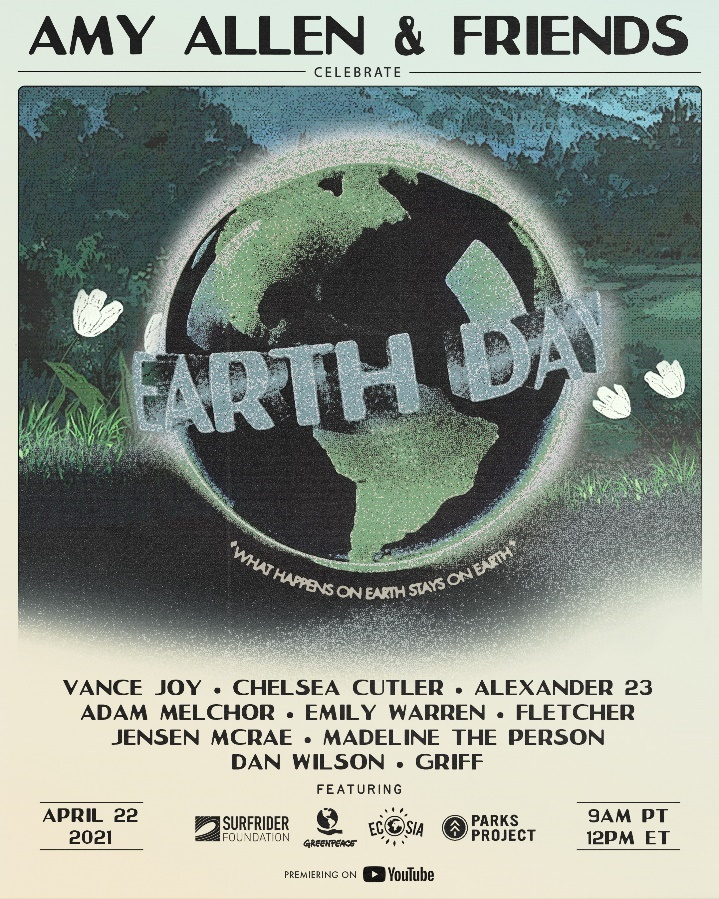 AMY ALLEN & FRIENDS
CELEBRATE
EARTH DAY
"WHAT HAPPENS ON EARTH STAYS ON EARTH"
VANCE JOY • CHELSEA CUTLER • ALEXANDER 23
ADAM MELCHOR • EMILY WARREN • FLETCHER
JENSEN MCRAE • MADELINE THE PERSON
DAN WILSON • GRIFF
FEATURING
APRIL 22
2021
SURFRIDER
FOUNDATION
GREENPEACE
ECOSIA
PARKS
PROJECT
9AM PT
12PM ET
PREMIERING ON YouTube